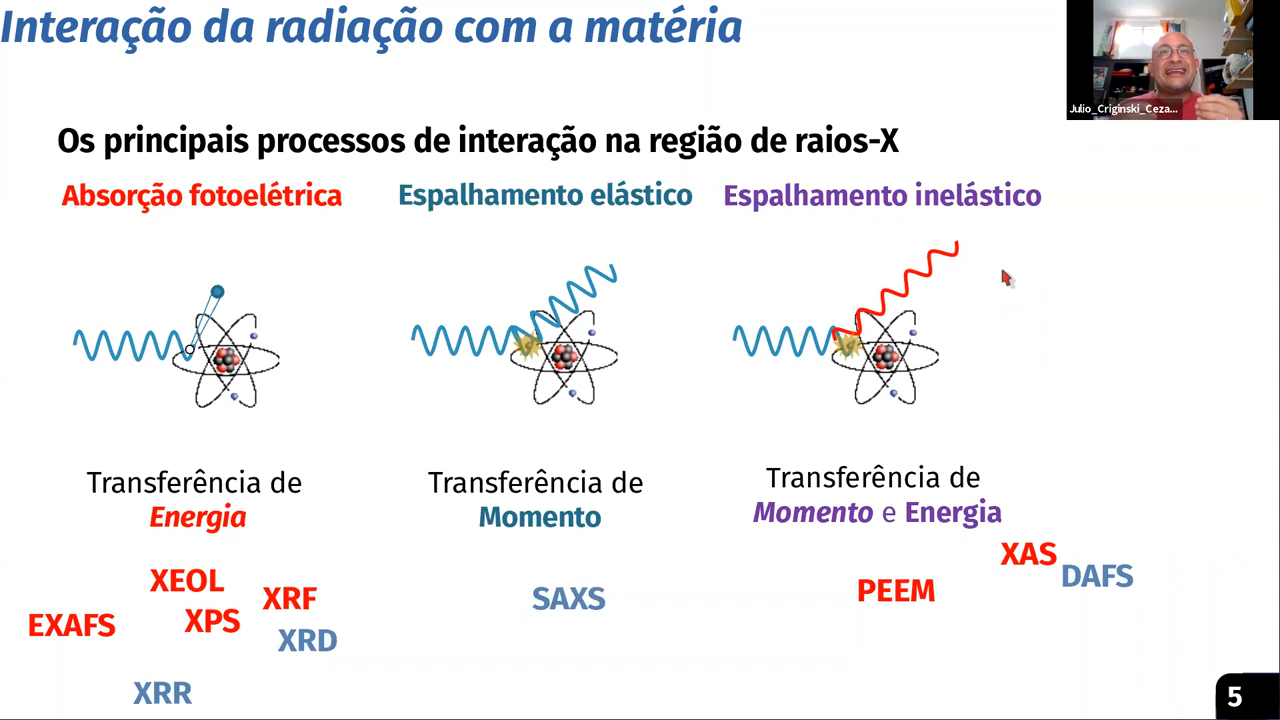 Interação da radiação com a matéria
Julio_Criginski_Ceza...
Os principais processos de interação na região de raios-X
Absorção fotoelétrica
Espalhamento elástico
Espalhamento inelástico
Transferência de
Energia
Transferência de
Momento
Transferência de
Momento e Energia
XAS
DAFS
XEOL
XRF
SAXS
PEEM
EXAFS
XPS
XRD
XRR
5